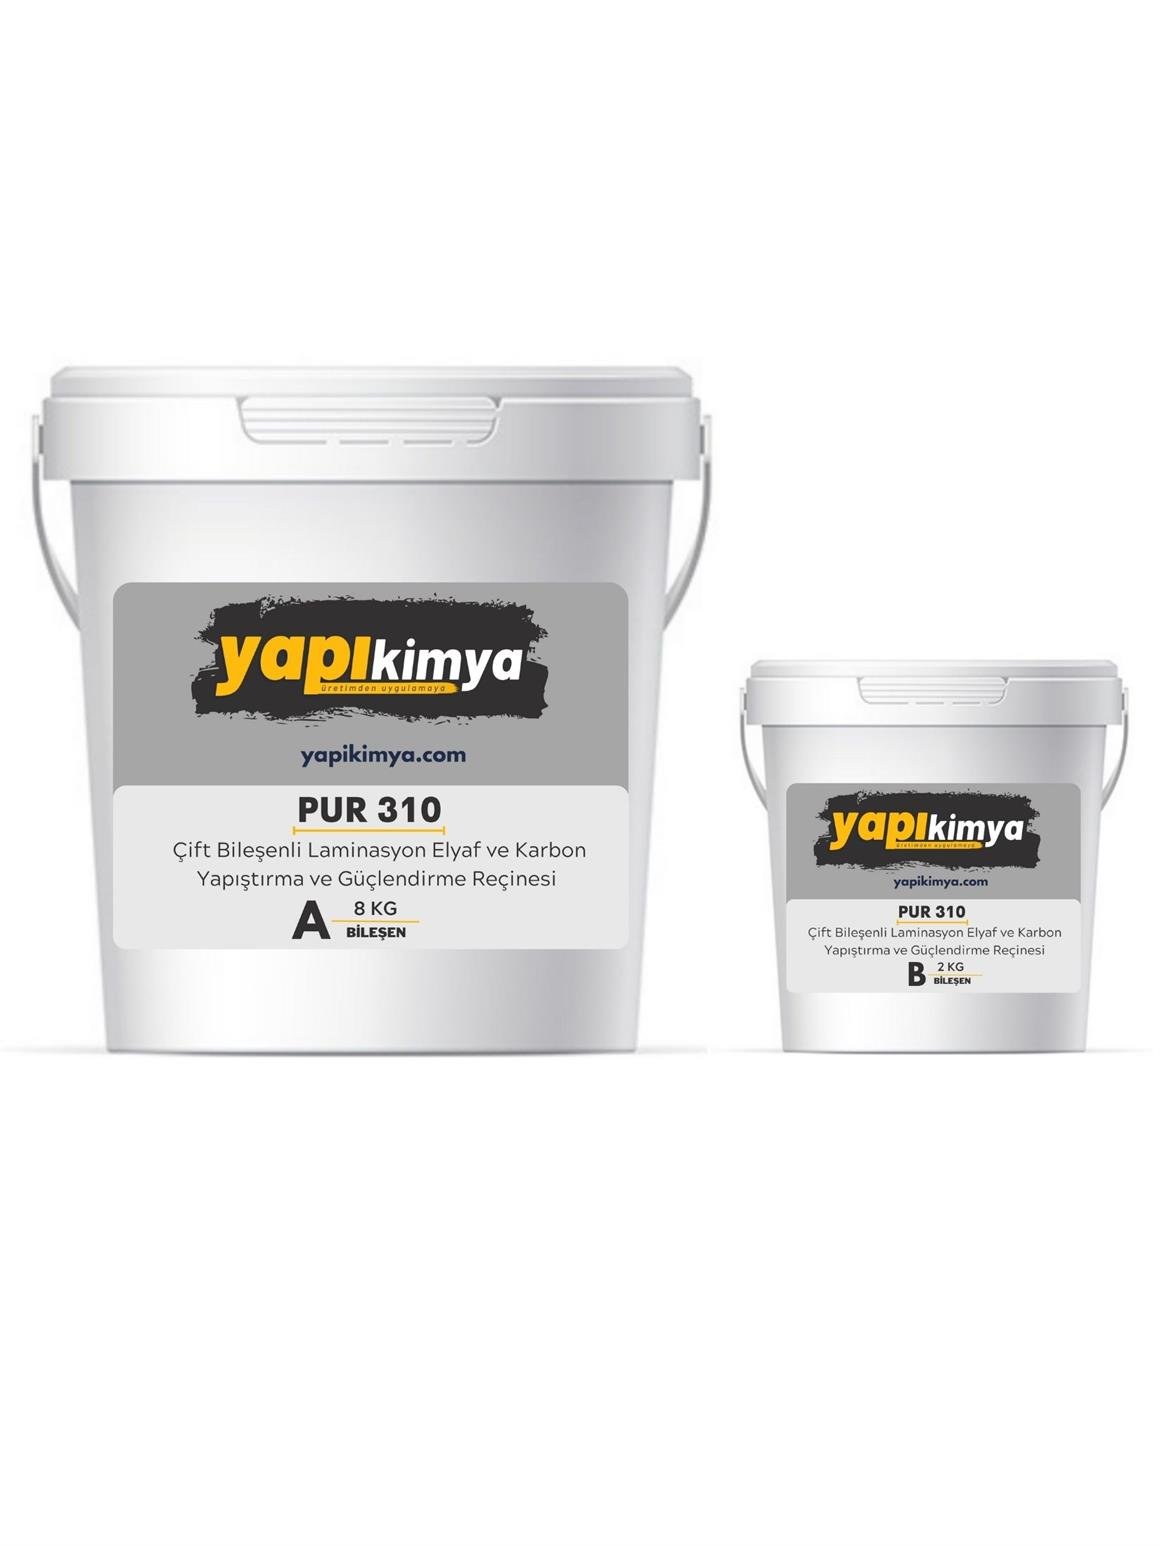 yapıkimya
üretimden uygulamaya
yapikimya.com
PUR 310
Çift Bileşenli Laminasyon Elyaf ve Karbon
Yapıştırma ve Güçlendirme Reçinesi
A 8 KG
BİLEŞEN
yapıkimya
üretimden uygulamaya
yapikimya.com
PUR 310
Çift Bileşenli Laminasyon Elyaf ve Karbon
Yapıştırma ve Güçlendirme Reçinesi
B 2 KG
BİLEŞEN